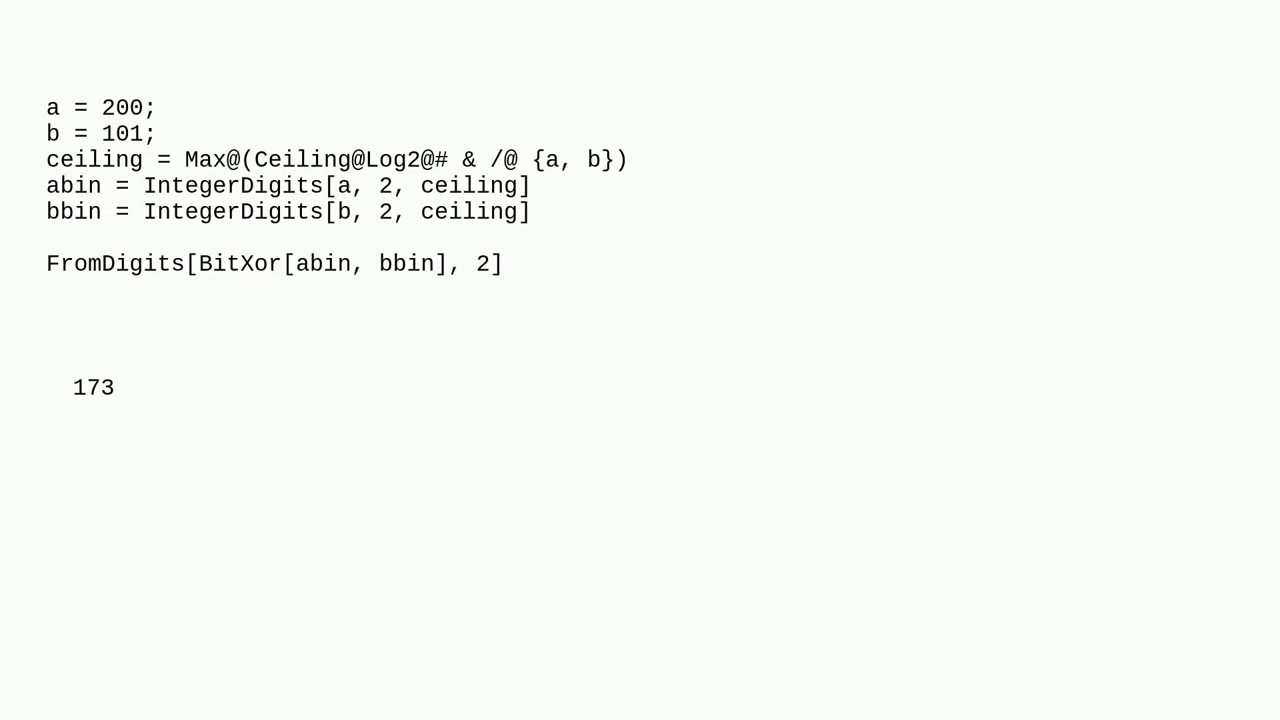 a = 200;
b = 101;
ceiling = Max@(Ceiling@Log2@# & /@ {a, b})
abin = IntegerDigits[a, 2, ceiling]
bbin = IntegerDigits[b, 2, ceiling]
FromDigits[BitXor[abin, bbin], 2]
173